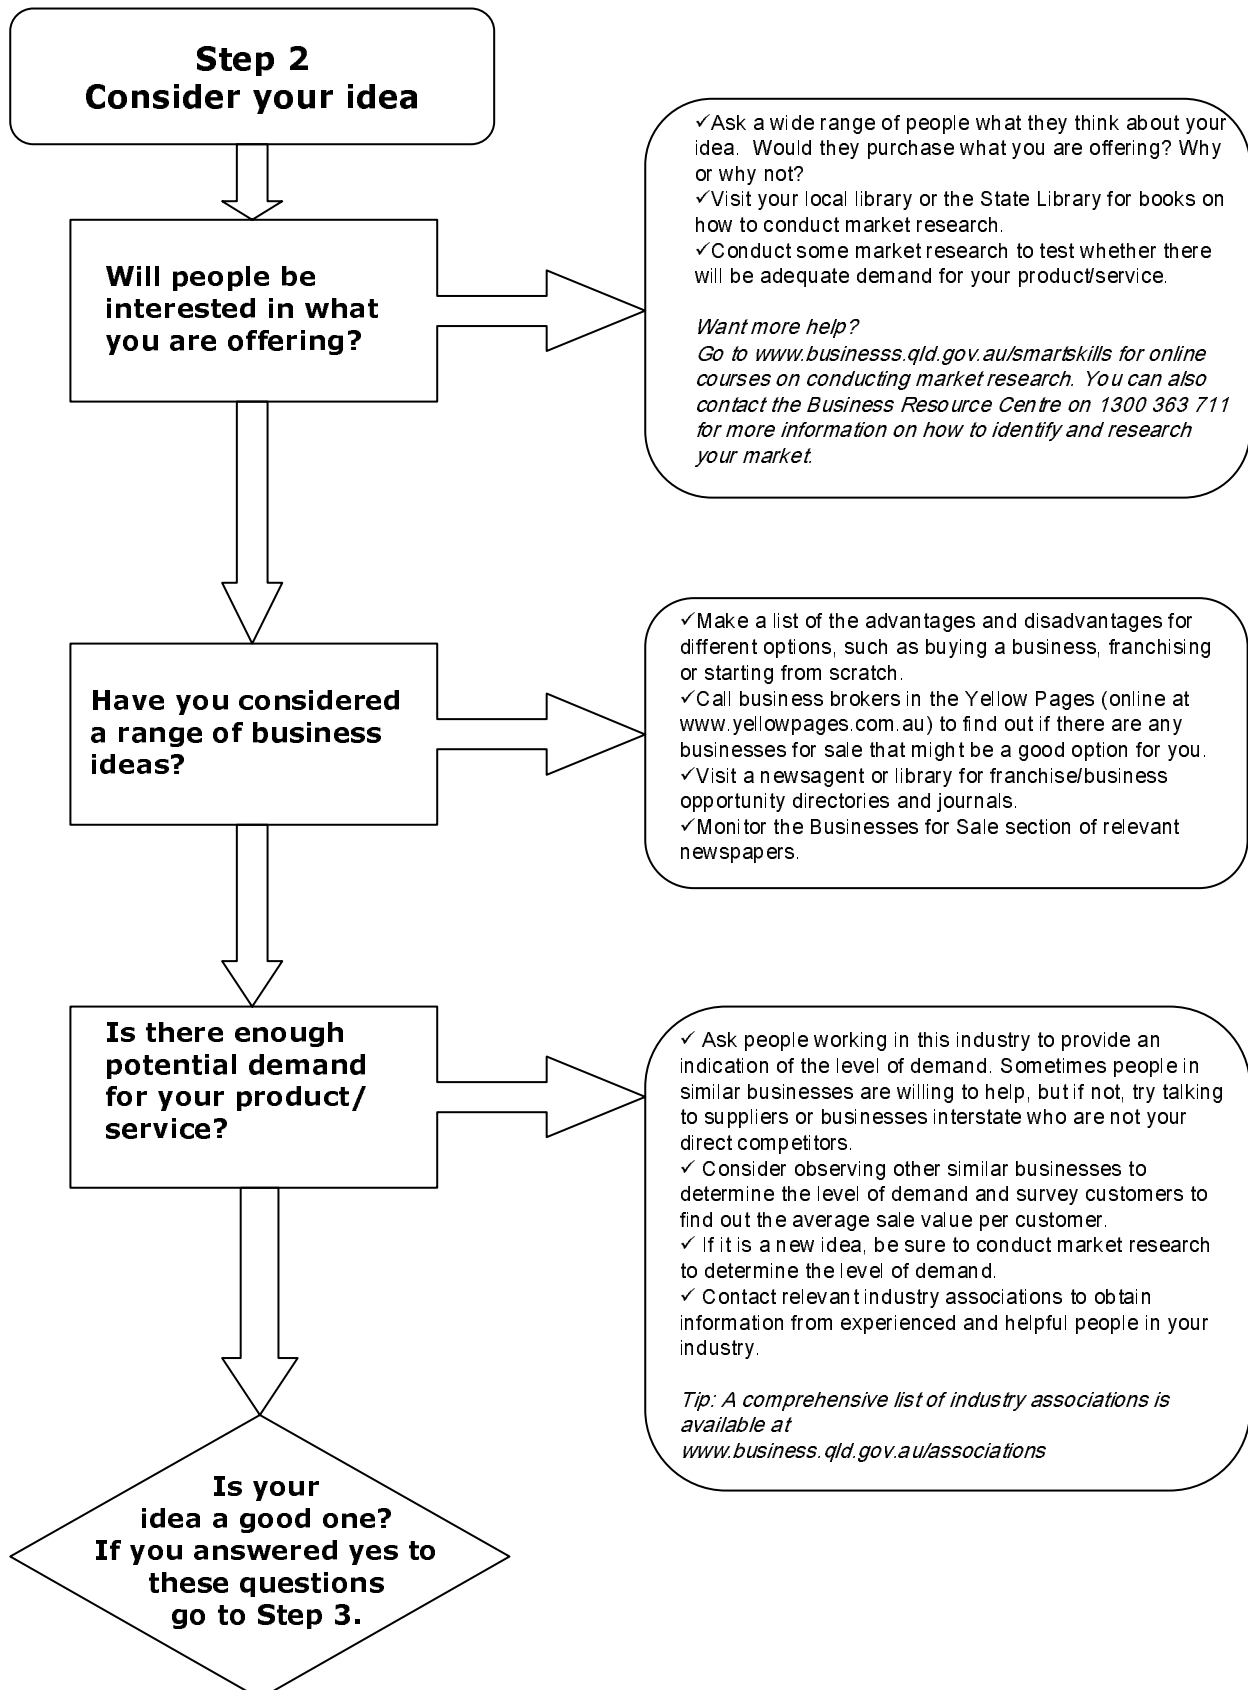 Step 2
Consider your idea
Will people be
interested in what
you are offering?
✓Ask a wide range of people what they think about your
idea.  Would they purchase what you are offering? Why
or why not?
✓Visit your local library or the State Library for books on
how to conduct market research.
✓Conduct some market research to test whether there
will be adequate demand for your product/service.
Want more help?
Go to www.businesss.qld.gov.au/smartskills for online
courses on conducting market research. You can also
contact the Business Resource Centre on 1300 363 711
for more information on how to identify and research
your market.
Have you considered
a range of business
ideas?
✓Make a list of the advantages and disadvantages for
different options, such as buying a business, franchising
or starting from scratch.
✓Call business brokers in the Yellow Pages (online at
www.yellowpages.com.au) to find out if there are any
businesses for sale that might be a good option for you.
✓Visit a newsagent or library for franchise/business
opportunity directories and journals.
✓Monitor the Businesses for Sale section of relevant
newspapers.
Is there enough
potential demand
for your product/
service?
✓ Ask people working in this industry to provide an
indication of the level of demand. Sometimes people in
similar businesses are willing to help, but if not, try talking
to suppliers or businesses interstate who are not your
direct competitors.
✓ Consider observing other similar businesses to
determine the level of demand and survey customers to
find out the average sale value per customer.
✓ If it is a new idea, be sure to conduct market research
to determine the level of demand.
✓ Contact relevant industry associations to obtain
information from experienced and helpful people in your
industry.
Tip: A comprehensive list of industry associations is
available at
www.business.qld.gov.au/associations
Is your
idea a good one?
If you answered yes to
these questions
go to Step 3.